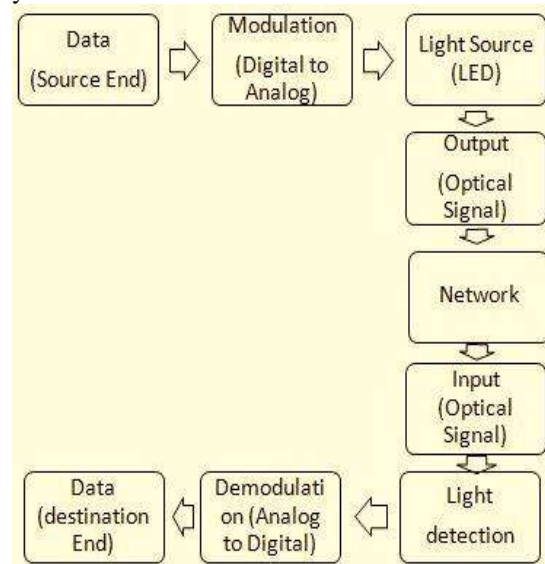 y
Data
(Source End)
Modulation
(Digital to
Analog)
Light Source
(LED)
Output
(Optical
Signal)
Network
Input
(Optical
Signal)
Light
detection
Demodulati
on (Analog
to Digital)
Data
(destination
End)